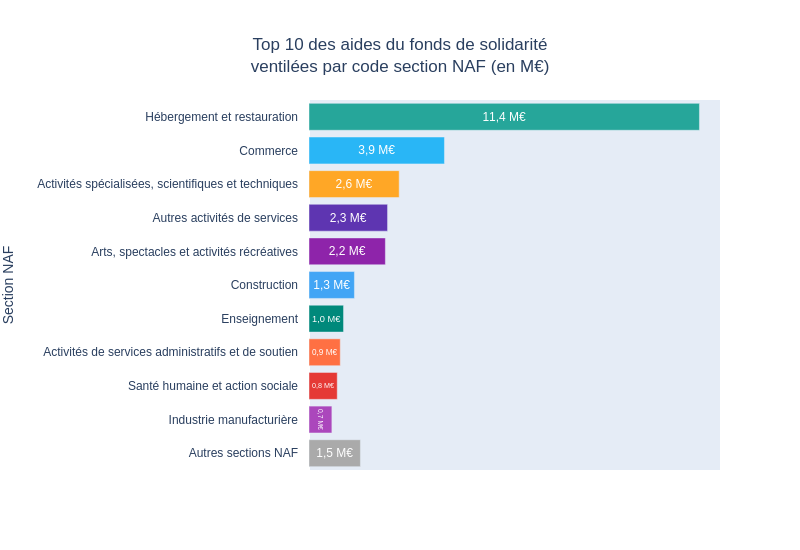 Top 10 des aides du fonds de solidarité
ventilées par code section NAF (en M€)
Section NAF
Hébergement et restauration 11,4 M€
Commerce 3,9 M€
Activités spécialisées, scientifiques et techniques 2,6 M€
Autres activités de services 2,3 M€
Arts, spectacles et activités récréatives 2,2 M€
Construction 1,3 M€
Enseignement 1,0 M€
Activités de services administratifs et de soutien 0,9 M€
Santé humaine et action sociale 0,8 M€
Industrie manufacturière 0,7 M€
Autres sections NAF 1,5 M€